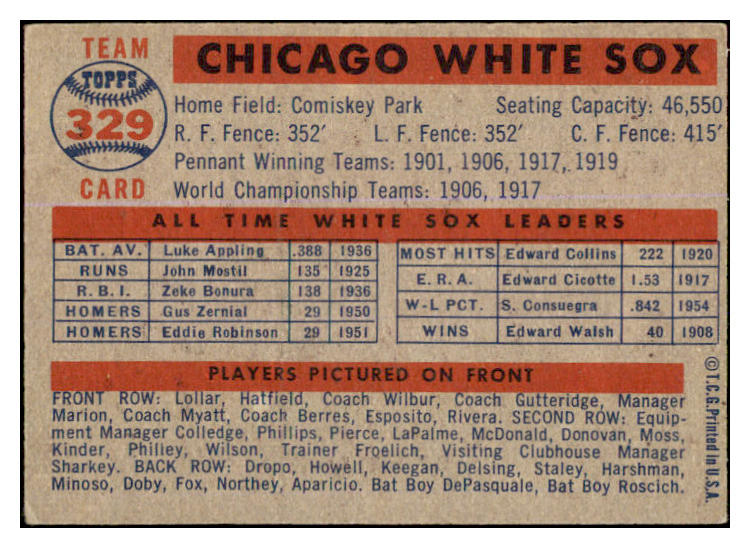 TEAM
TOPPS
329
CARD
CHICAGO WHITE SOX
Home Field: Comiskey Park Seating Capacity: 46,550
R. F. Fence: 352′ L. F. Fence: 352′ C. F. Fence: 415′
Pennant Winning Teams: 1901, 1906, 1917, 1919
World Championship Teams: 1906, 1917
ALL TIME WHITE SOX LEADERS
BAT. AV. Luke Appling .388 1936
RUNS John Mostil 135 1925
R. B. I. Zeke Bonura 138 1936
HOMERS Gus Zernial 29 1950
HOMERS Eddie Robinson 29 1951
MOST HITS Edward Collins 222 1920
E. R. A. Edward Cicotte 1.53 1917
W-L PCT. S. Consuegra .842 1954
WINS Edward Walsh 40 1908
PLAYERS PICTURED ON FRONT
FRONT ROW: Lollar, Hatfield, Coach Wilbur, Coach Gutteridge, Manager
Marion, Coach Myatt, Coach Berres, Esposito, Rivera. SECOND ROW: Equip-
ment Manager Colledge, Phillips, Pierce, LaPalme, McDonald, Donovan, Moss,
Kinder, Philley, Wilson, Trainer Froelich, Visiting Clubhouse Manager
Sharkey. BACK ROW: Dropo, Howell, Keegan, Delsing, Staley, Harshman,
Minoso, Doby, Fox, Northey, Aparicio. Bat Boy DePasquale, Bat Boy Roscich.
© T.C.G. Printed in U.S.A.